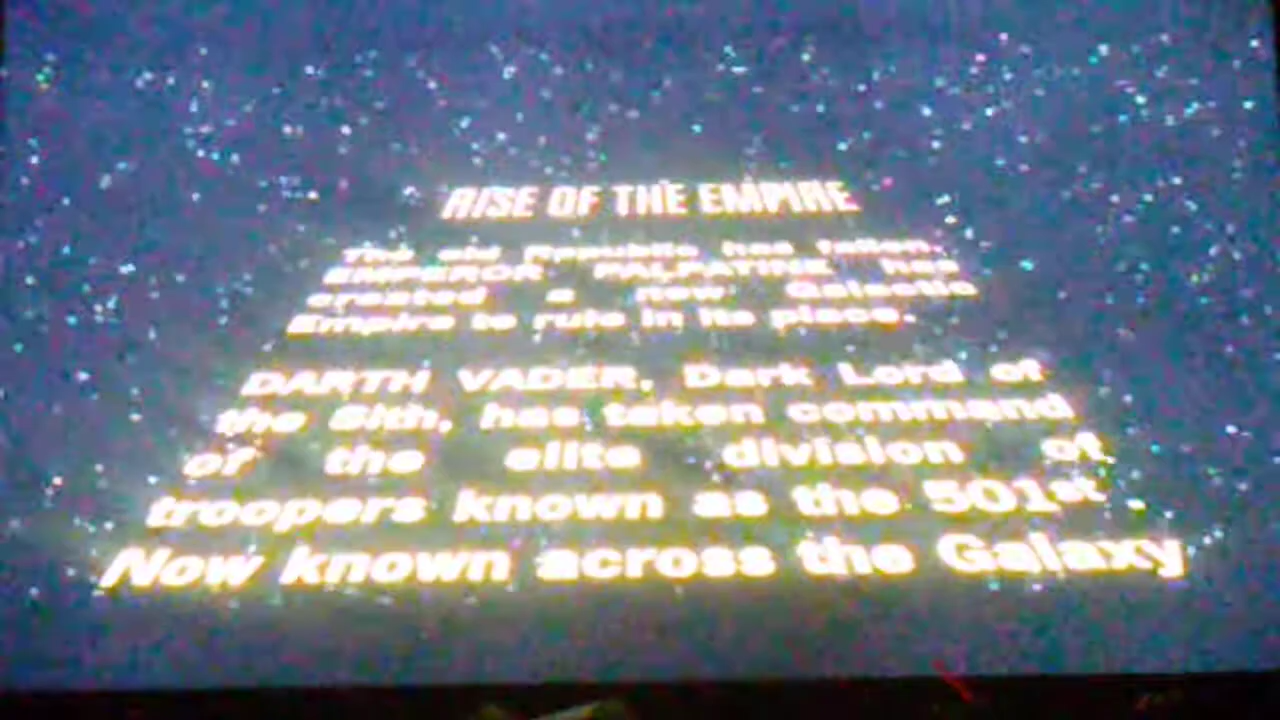 RISE OF THE EMPIRE
The old Republic has fallen.
EMPEROR PALPATINE has
created a new Galactic
Empire to rule in its place.
DARTH VADER, Dark Lord of
the Sith, has taken command
of the elite division of
troopers known as the 501st.
Now known across the Galaxy